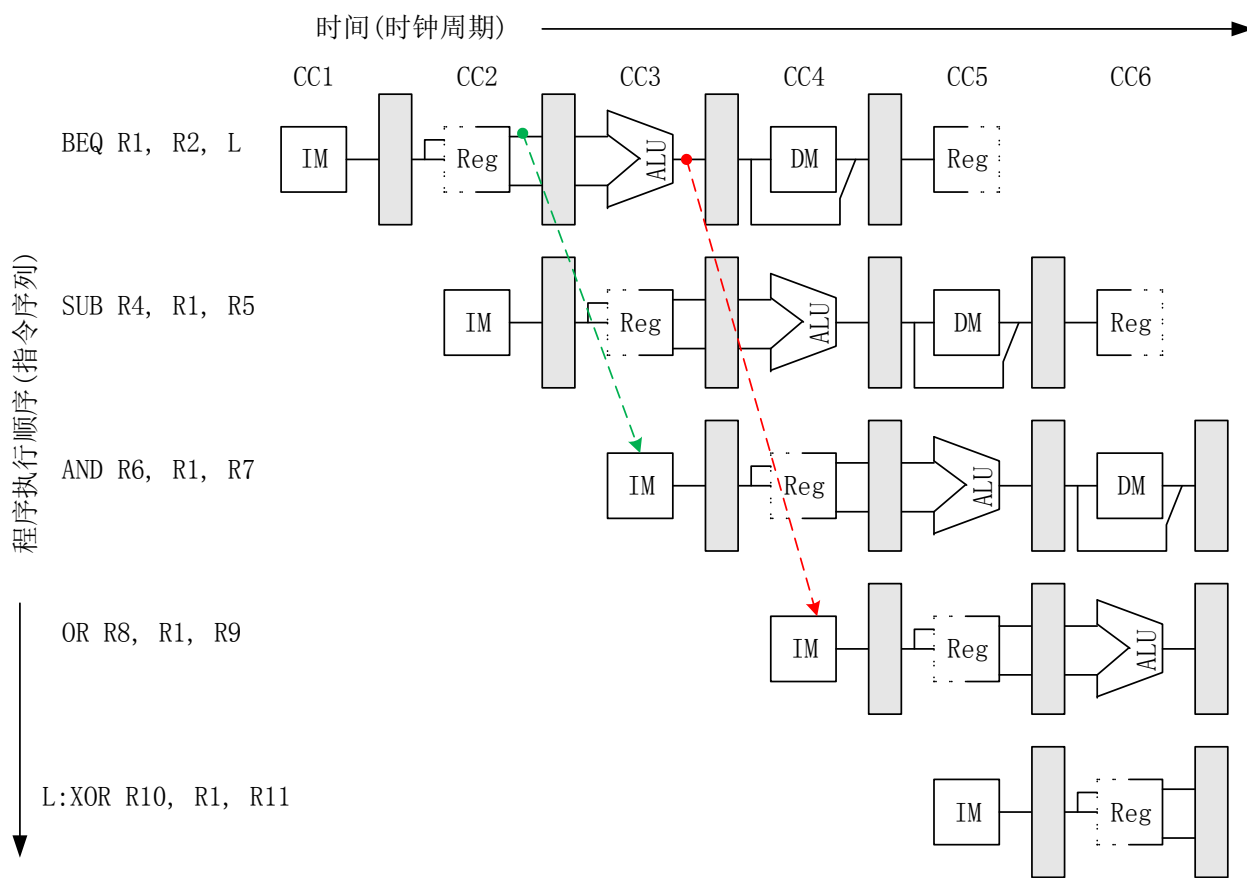 时间(时钟周期)
CC1 CC2 CC3 CC4 CC5 CC6
BEQ R1, R2, L
IM Reg ALU DM Reg
SUB R4, R1, R5
IM Reg ALU DM Reg
程序执行顺序(指令序列)
AND R6, R1, R7
IM Reg ALU DM
OR R8, R1, R9
IM Reg ALU
L:XOR R10, R1, R11
IM Reg